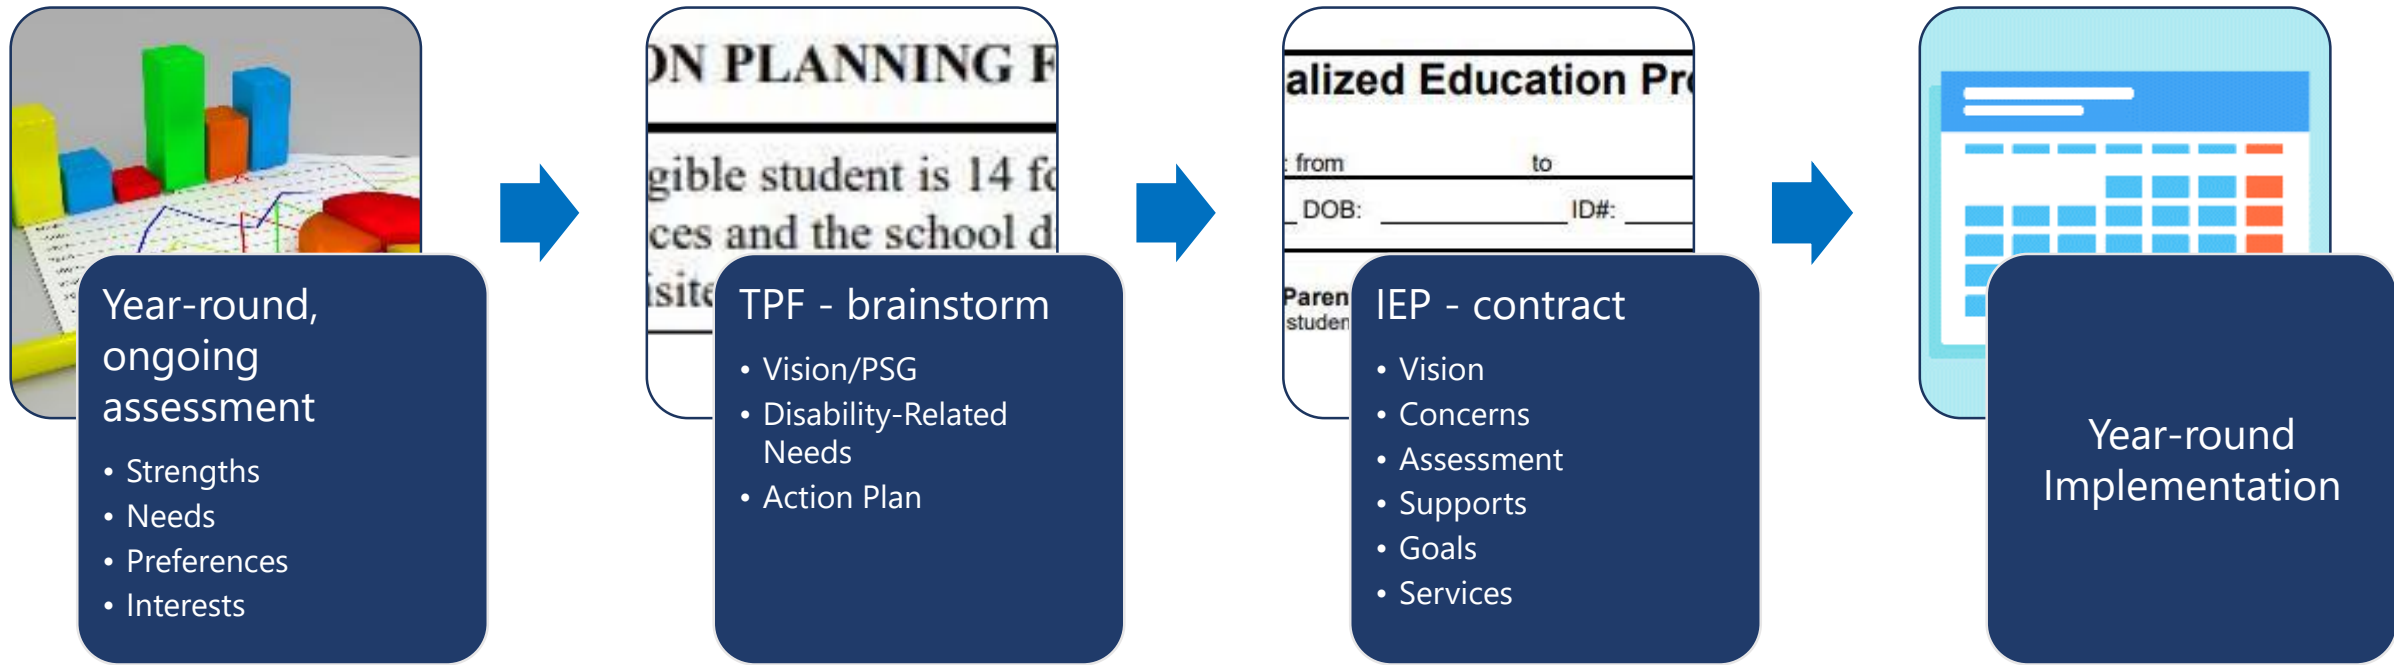 Year-round,
ongoing
assessment
• Strengths
• Needs
• Preferences
• Interests
ON PLANNING F
gible student is 14 fo
ces and the school d
isite
TPF - brainstorm
• Vision/PSG
• Disability-Related
Needs
• Action Plan
alized Education Pro
: from to
DOB: ID#:
Paren
studen
IEP - contract
• Vision
• Concerns
• Assessment
• Supports
• Goals
• Services
Year-round
Implementation